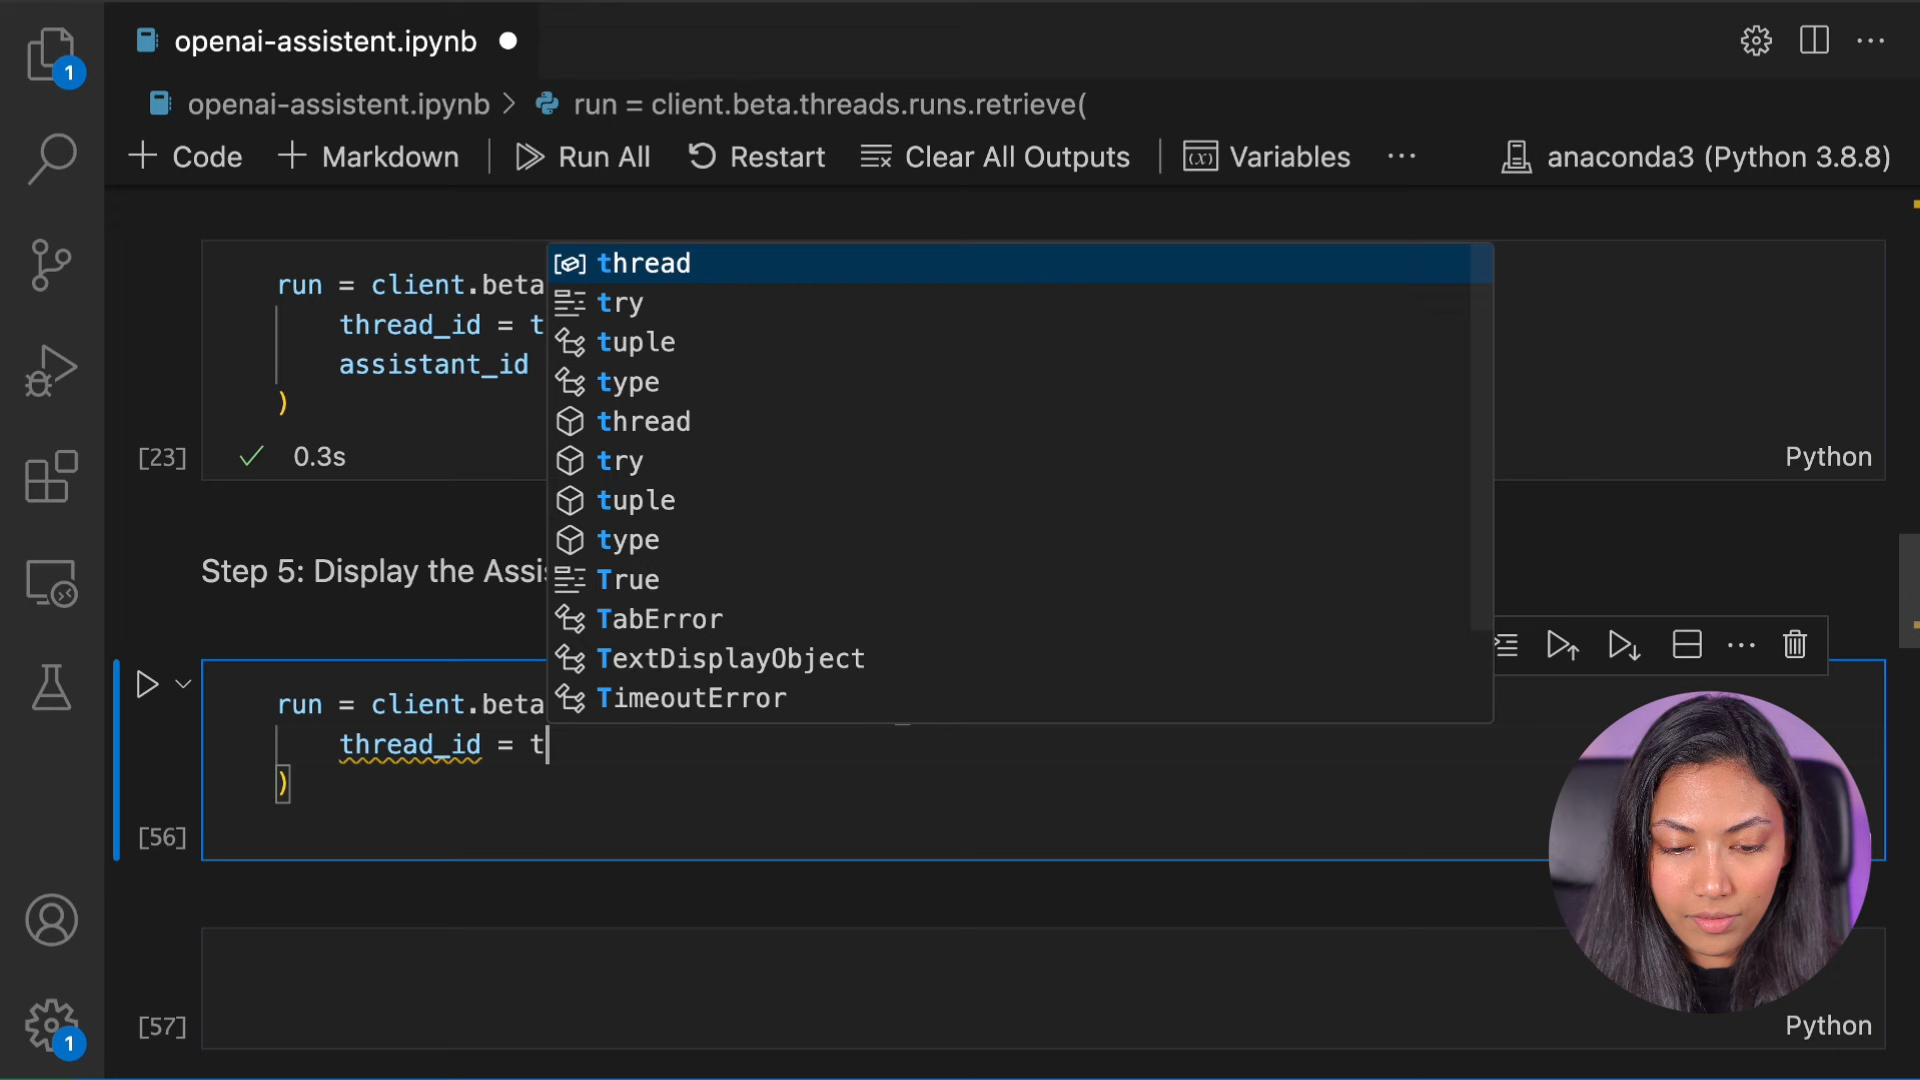 openai-assistent.ipynb
1
openai-assistent.ipynb > run = client.beta.threads.runs.retrieve(
+ Code + Markdown | Run All Restart Clear All Outputs | Variables ... anaconda3 (Python 3.8.8)
run = client.beta
thread_id = t
assistant_id
)
[23] 0.3s Python
thread
try
tuple
type
thread
try
tuple
type
True
TabError
TextDisplayObject
TimeoutError
Step 5: Display the Assis
run = client.beta
thread_id = t
)
[56]
[57] Python
1